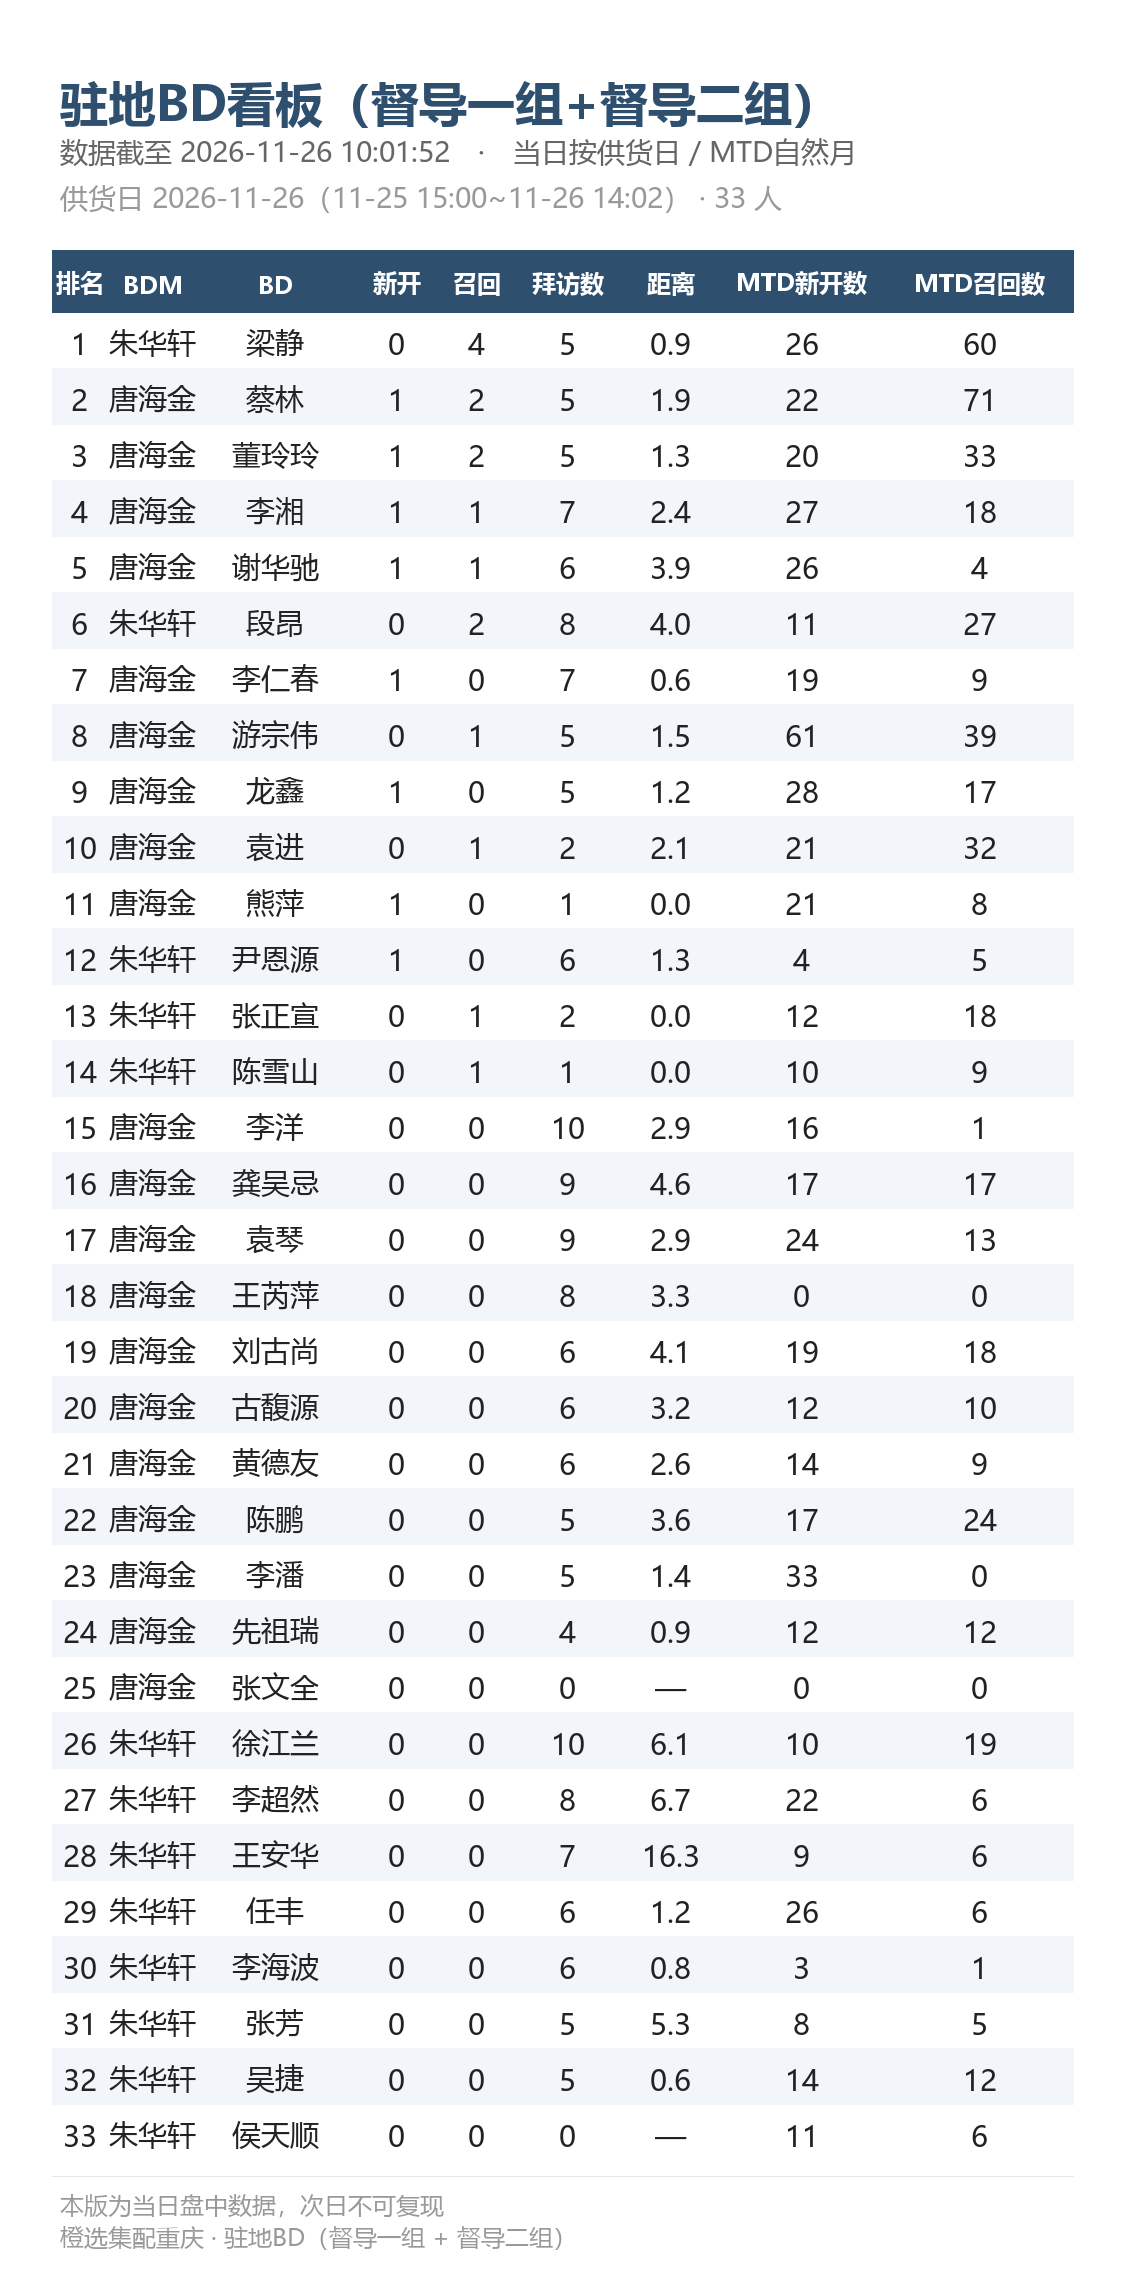 驻地BD看板（督导一组+督导二组）
数据截至 2026-11-26 10:01:52 · 当日按供货日 / MTD自然月
供货日 2026-11-26（11-25 15:00~11-26 14:02） · 33 人
排名 BDM BD 新开 召回 拜访数 距离 MTD新开数 MTD召回数
1 朱华轩 梁静 0 4 5 0.9 26 60
2 唐海金 蔡林 1 2 5 1.9 22 71
3 唐海金 董玲玲 1 2 5 1.3 20 33
4 唐海金 李湘 1 1 7 2.4 27 18
5 唐海金 谢华驰 1 1 6 3.9 26 4
6 朱华轩 段昂 0 2 8 4.0 11 27
7 唐海金 李仁春 1 0 7 0.6 19 9
8 唐海金 游宗伟 0 1 5 1.5 61 39
9 唐海金 龙鑫 1 0 5 1.2 28 17
10 唐海金 袁进 0 1 2 2.1 21 32
11 唐海金 熊萍 1 0 1 0.0 21 8
12 朱华轩 尹恩源 1 0 6 1.3 4 5
13 朱华轩 张正宣 0 1 2 0.0 12 18
14 朱华轩 陈雪山 0 1 1 0.0 10 9
15 唐海金 李洋 0 0 10 2.9 16 1
16 唐海金 龚吴忌 0 0 9 4.6 17 17
17 唐海金 袁琴 0 0 9 2.9 24 13
18 唐海金 王芮萍 0 0 8 3.3 0 0
19 唐海金 刘古尚 0 0 6 4.1 19 18
20 唐海金 古馥源 0 0 6 3.2 12 10
21 唐海金 黄德友 0 0 6 2.6 14 9
22 唐海金 陈鹏 0 0 5 3.6 17 24
23 唐海金 李潘 0 0 5 1.4 33 0
24 唐海金 先祖瑞 0 0 4 0.9 12 12
25 唐海金 张文全 0 0 0 — 0 0
26 朱华轩 徐江兰 0 0 10 6.1 10 19
27 朱华轩 李超然 0 0 8 6.7 22 6
28 朱华轩 王安华 0 0 7 16.3 9 6
29 朱华轩 任丰 0 0 6 1.2 26 6
30 朱华轩 李海波 0 0 6 0.8 3 1
31 朱华轩 张芳 0 0 5 5.3 8 5
32 朱华轩 吴捷 0 0 5 0.6 14 12
33 朱华轩 侯天顺 0 0 0 — 11 6
本版为当日盘中数据，次日不可复现
橙选集配重庆 · 驻地BD（督导一组 + 督导二组）